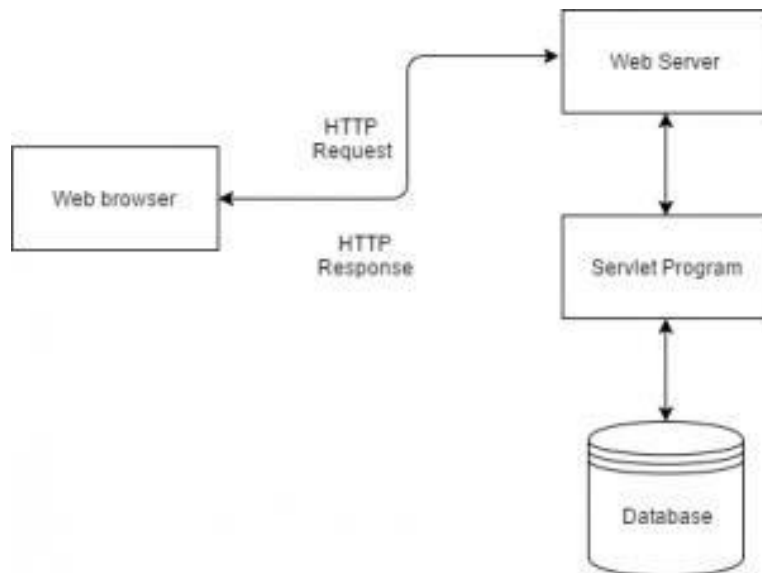 Web Server
HTTP
Request
Web browser
HTTP
Response
Servlet Program
Database